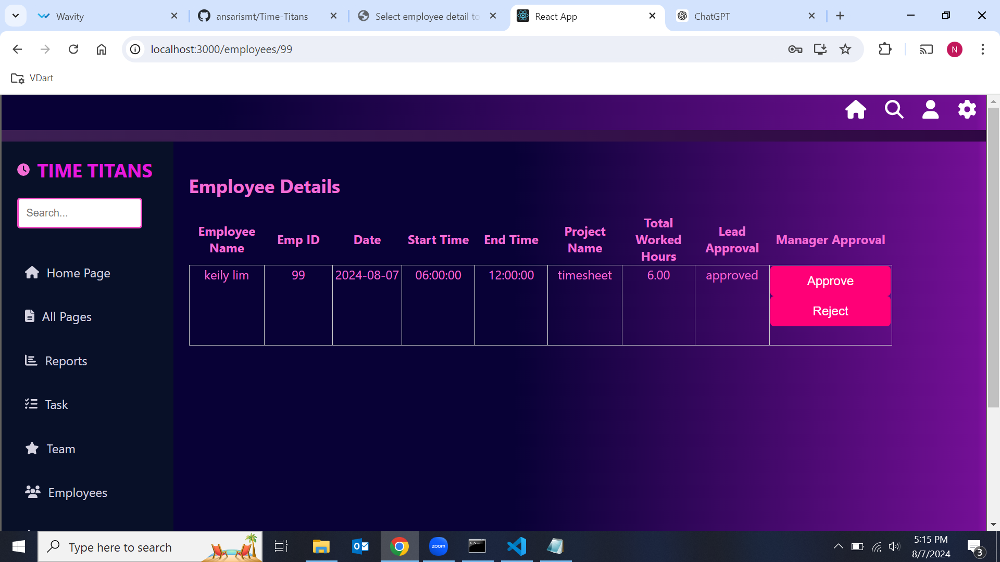 Wavity
ansarismt/Time-Titans
Select employee detail to
React App
ChatGPT
localhost:3000/employees/99
N
VDart
TIME TITANS
Search...
Home Page
All Pages
Reports
Task
Team
Employees
Employee Details
Employee Name
Emp ID
Date
Start Time
End Time
Project Name
Total Worked Hours
Lead Approval
Manager Approval
keily lim
99
2024-08-07
06:00:00
12:00:00
timesheet
6.00
approved
Approve
Reject
Type here to search
zoom
5:15 PM
8/7/2024
3